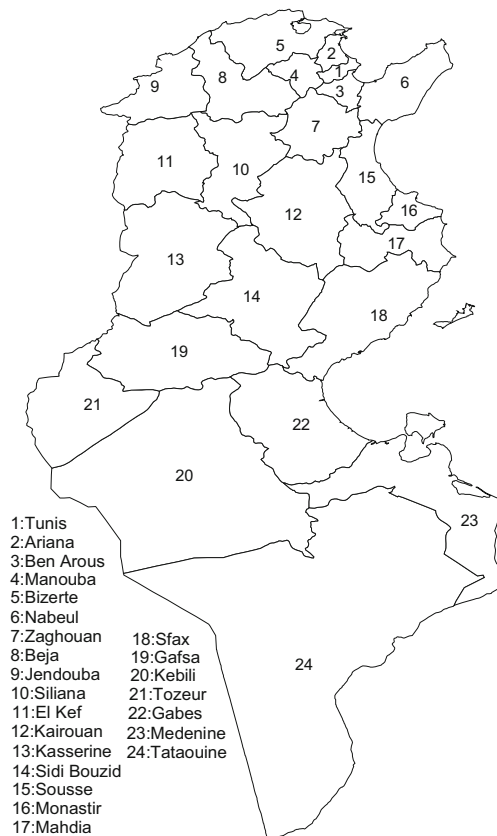 5
2
1
4
3
8
9
6
7
11
10
15
16
12
17
13
14
18
19
21
22
20
23
24
1:Tunis
2:Ariana
3:Ben Arous
4:Manouba
5:Bizerte
6:Nabeul
7:Zaghouan
8:Beja
9:Jendouba
10:Siliana
11:El Kef
12:Kairouan
13:Kasserine
14:Sidi Bouzid
15:Sousse
16:Monastir
17:Mahdia
18:Sfax
19:Gafsa
20:Kebili
21:Tozeur
22:Gabes
23:Medenine
24:Tataouine